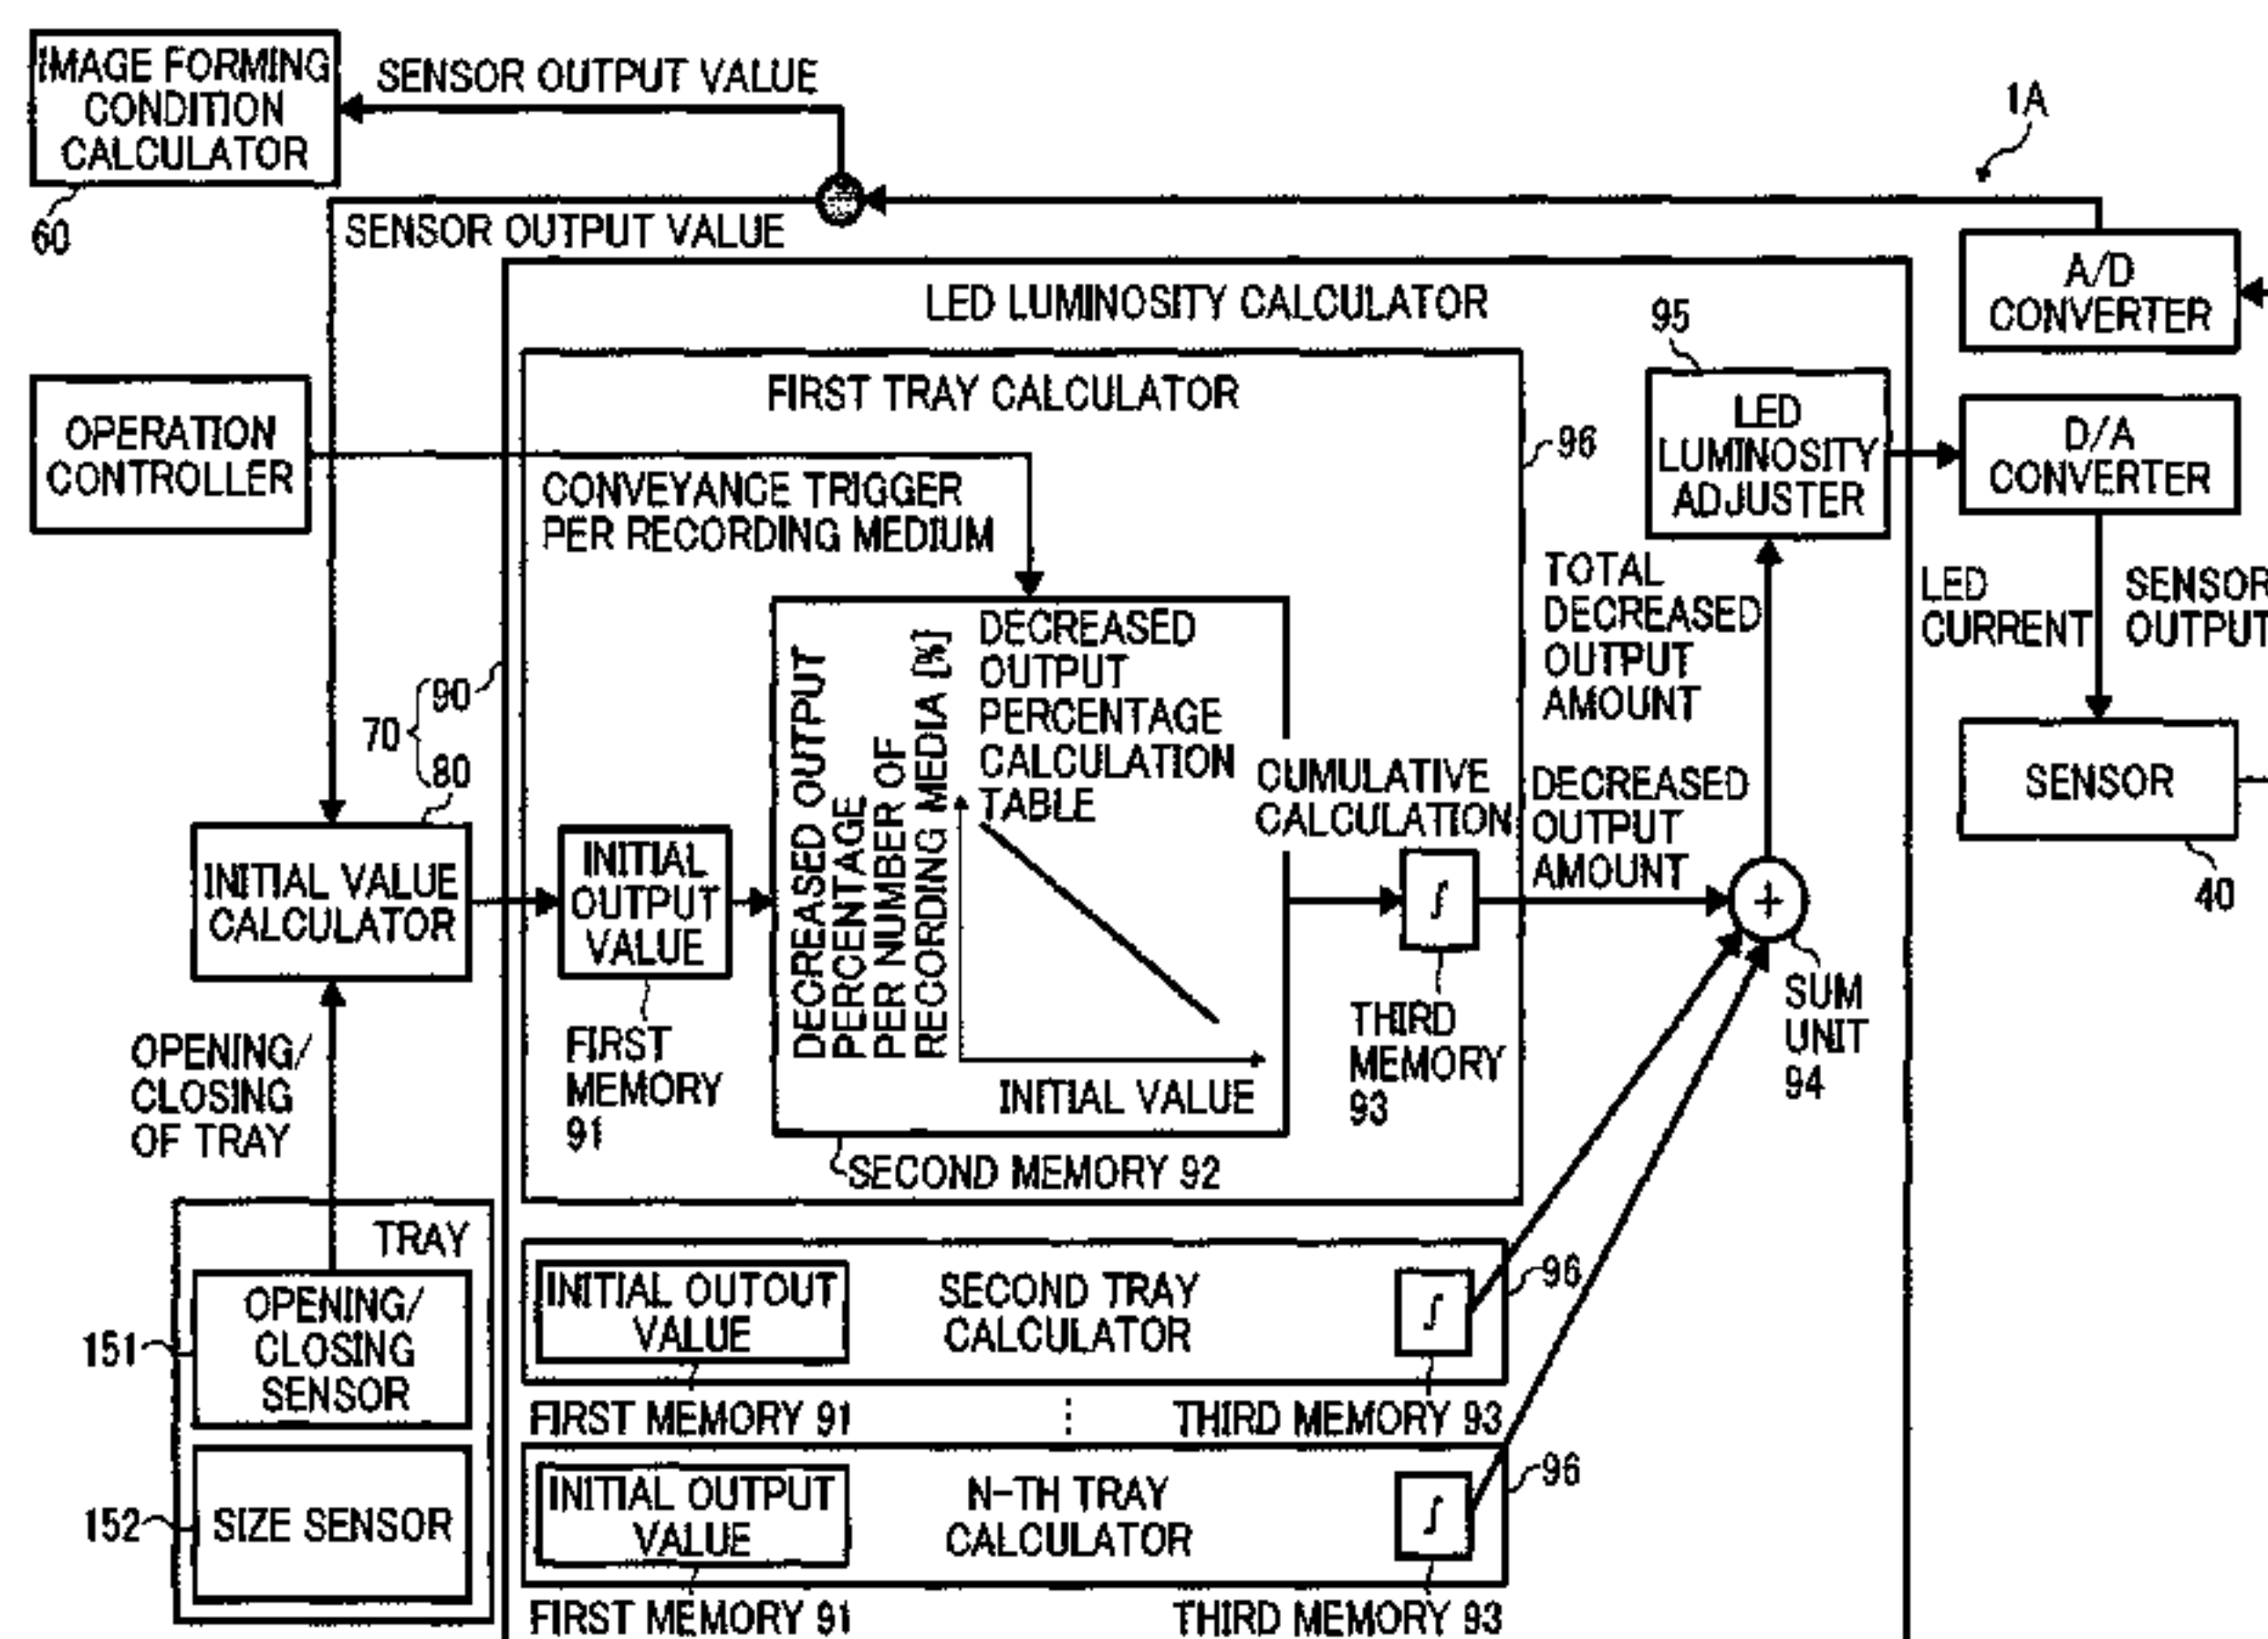 IMAGE FORMING
CONDITION
CALCULATOR
60
SENSOR OUTPUT VALUE
1A
SENSOR OUTPUT VALUE
A/D
CONVERTER
LED LUMINOSITY CALCULATOR
95
FIRST TRAY CALCULATOR
96
OPERATION
CONTROLLER
LED
LUMINOSITY
ADJUSTER
D/A
CONVERTER
CONVEYANCE TRIGGER
PER RECORDING MEDIUM
TOTAL
DECREASED
OUTPUT
AMOUNT
LED
CURRENT
SENSOR
OUTPUT
70
90
80
DECREASED OUTPUT
PERCENTAGE
PER NUMBER OF
RECORDING MEDIA [%]
DECREASED
OUTPUT
PERCENTAGE
CALCULATION
TABLE
INITIAL VALUE
CUMULATIVE
CALCULATION
DECREASED
OUTPUT
AMOUNT
SENSOR
40
INITIAL VALUE
CALCULATOR
INITIAL
OUTPUT
VALUE
∫
+
FIRST
MEMORY
91
THIRD
MEMORY
93
SUM
UNIT
94
SECOND MEMORY 92
OPENING/
CLOSING
OF TRAY
TRAY
OPENING/
CLOSING
SENSOR
151
SIZE SENSOR
152
INITIAL OUTOUT
VALUE
SECOND TRAY
CALCULATOR
∫
96
FIRST MEMORY 91
⋮
THIRD MEMORY 93
INITIAL OUTPUT
VALUE
N-TH TRAY
CALCULATOR
∫
96
FIRST MEMORY 91
THIRD MEMORY 93